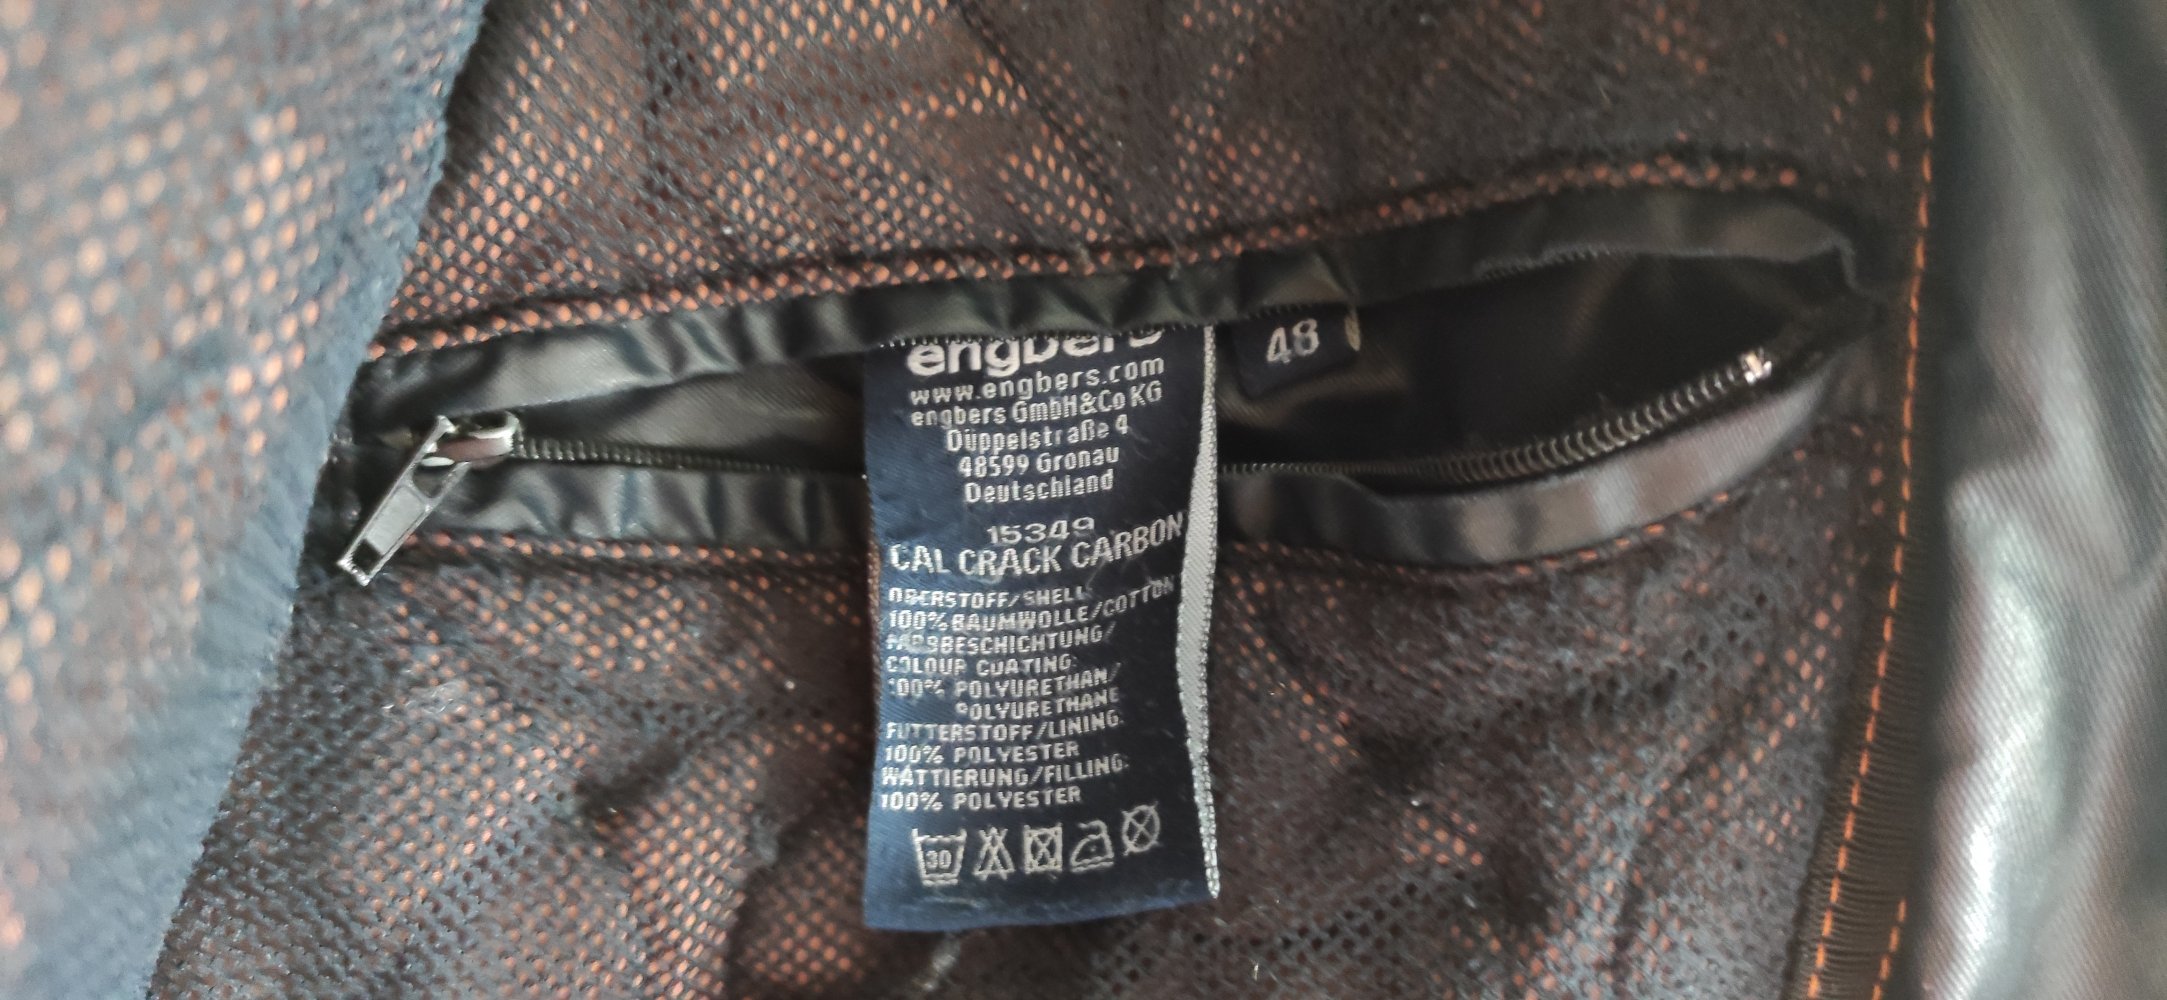 engbers
48
www.engbers.com
engbers GmbH&Co KG
Düppelstraße 4
48599 Gronau
Deutschland
15349
CAL CRACK CARBON
OBERSTOFF/SHELL
100% BAUMWOLLE/COTTON
FARBBESCHICHTUNG/
COLOUR COATING:
100% POLYURETHAN/
POLYURETHANE
FUTTERSTOFF/LINING:
100% POLYESTER
WATTIERUNG/FILLING:
100% POLYESTER
30